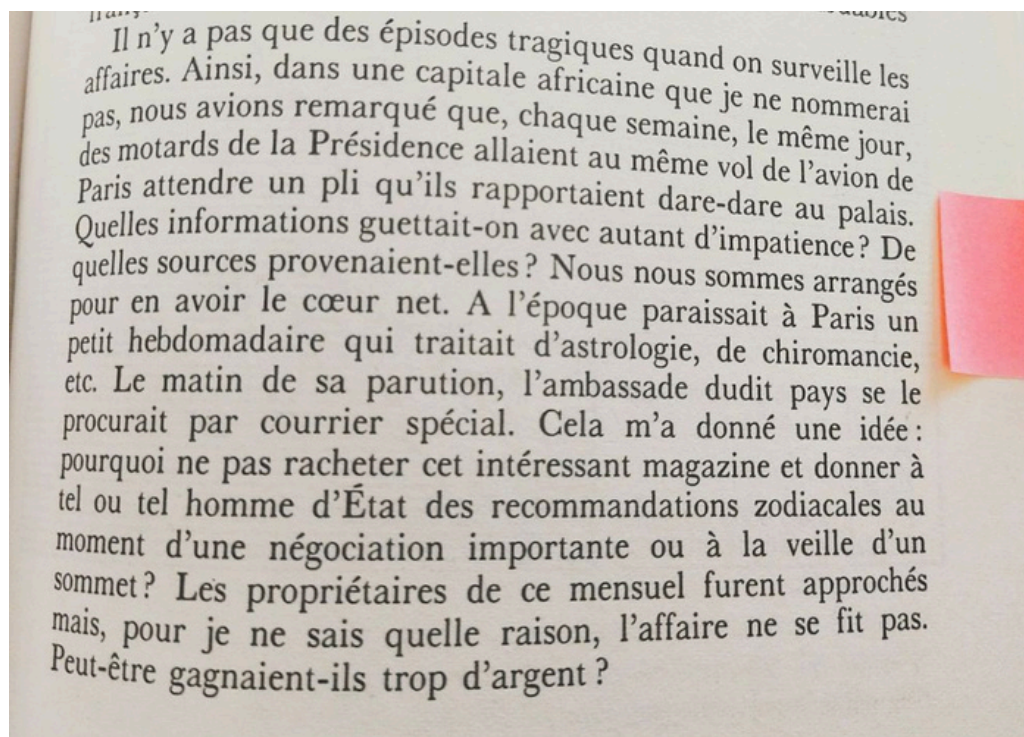 Il n'y a pas que des épisodes tragiques quand on surveille les
affaires. Ainsi, dans une capitale africaine que je ne nommerai
pas, nous avions remarqué que, chaque semaine, le même jour,
des motards de la Présidence allaient au même vol de l'avion de
Paris attendre un pli qu'ils rapportaient dare-dare au palais.
Quelles informations guettait-on avec autant d'impatience ? De
quelles sources provenaient-elles ? Nous nous sommes arrangés
pour en avoir le cœur net. A l'époque paraissait à Paris un
petit hebdomadaire qui traitait d'astrologie, de chiromancie,
etc. Le matin de sa parution, l'ambassade dudit pays se le
procurait par courrier spécial. Cela m'a donné une idée :
pourquoi ne pas racheter cet intéressant magazine et donner à
tel ou tel homme d'État des recommandations zodiacales au
moment d'une négociation importante ou à la veille d'un
sommet ? Les propriétaires de ce mensuel furent approchés
mais, pour je ne sais quelle raison, l'affaire ne se fit pas.
Peut-être gagnaient-ils trop d'argent ?